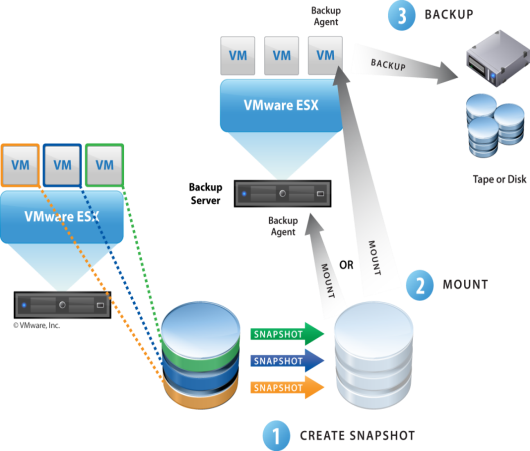 Backup
Agent
3 BACKUP
VM VM VM
BACKUP
VMware ESX
Tape or Disk
VM VM VM
Backup
Server
VMware ESX
Backup
Agent
MOUNT
OR
MOUNT
2 MOUNT
© VMware, Inc.
SNAPSHOT
SNAPSHOT
SNAPSHOT
1 CREATE SNAPSHOT